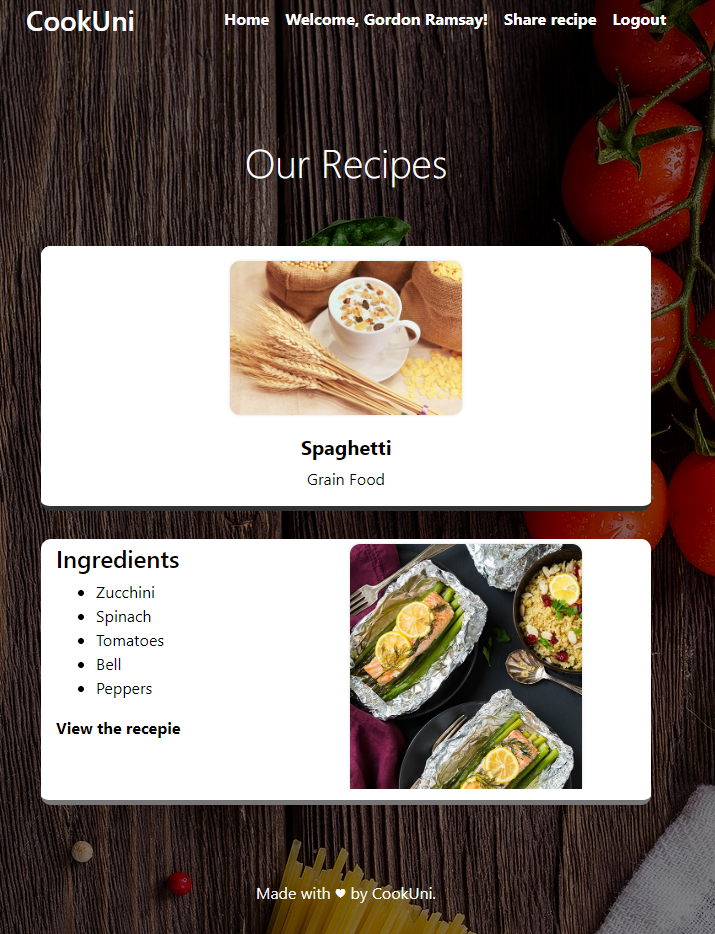 CookUni
Home Welcome, Gordon Ramsay! Share recipe Logout
Our Recipes
Spaghetti
Grain Food
Ingredients
Zucchini
Spinach
Tomatoes
Bell
Peppers
View the recepie
Made with ♥ by CookUni.